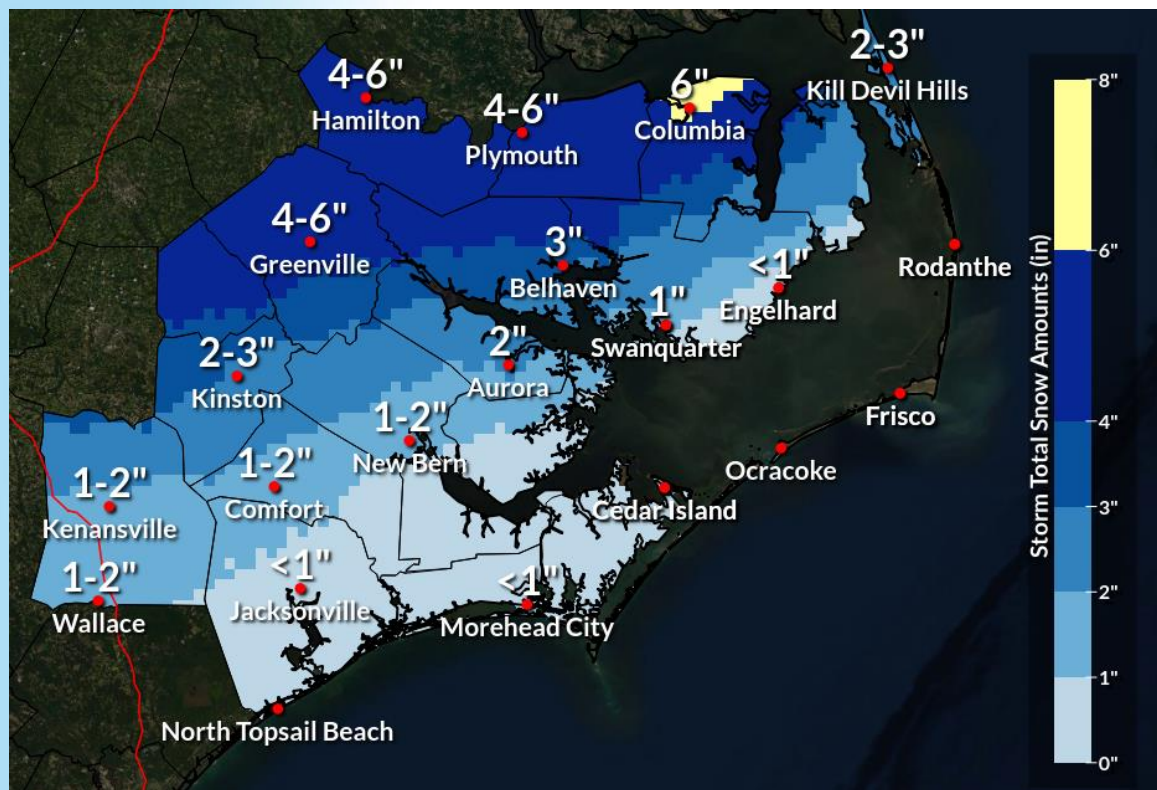 2-3"
Kill Devil Hills
4-6"
Hamilton
4-6"
Plymouth
6"
Columbia
4-6"
Greenville
3"
Belhaven
<1"
Engelhard
Rodanthe
1"
Swanquarter
2-3"
Kinston
2"
Aurora
Frisco
1-2"
New Bern
Ocracoke
1-2"
Comfort
Cedar Island
1-2"
Kenansville
1-2"
Wallace
<1"
Jacksonville
<1"
Morehead City
North Topsail Beach
Storm Total Snow Amounts (in)
8"
6"
4"
3"
2"
1"
0"